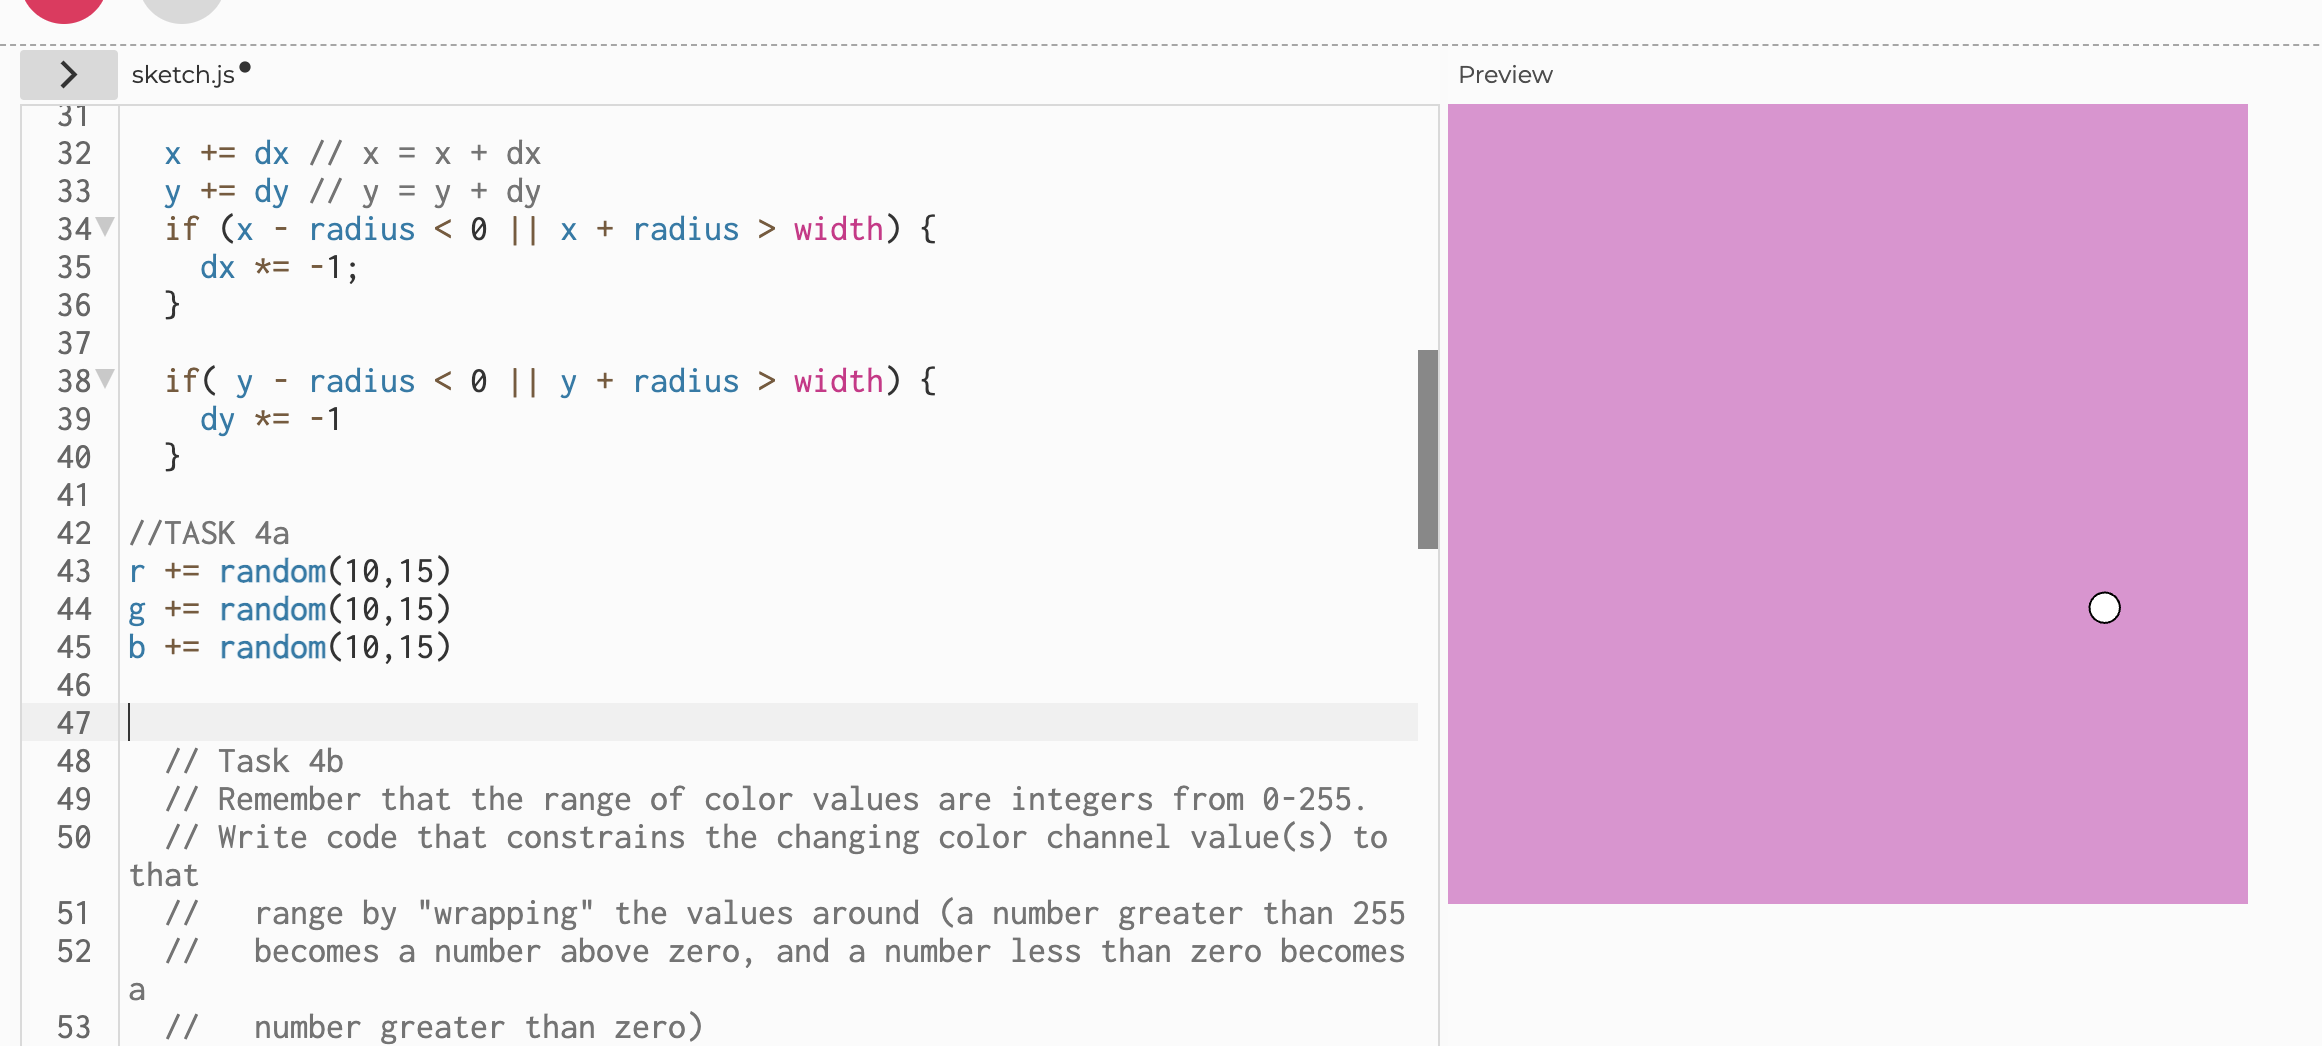 sketch.js
Preview
31
32 x += dx // x = x + dx
33 y += dy // y = y + dy
34 if (x - radius < 0 || x + radius > width) {
35 dx *= -1;
36 }
37
38 if( y - radius < 0 || y + radius > width) {
39 dy *= -1
40 }
41
42 //TASK 4a
43 r += random(10,15)
44 g += random(10,15)
45 b += random(10,15)
46
47
48 // Task 4b
49 // Remember that the range of color values are integers from 0-255.
50 // Write code that constrains the changing color channel value(s) to
that
51 // range by "wrapping" the values around (a number greater than 255
52 // becomes a number above zero, and a number less than zero becomes
a
53 // number greater than zero)